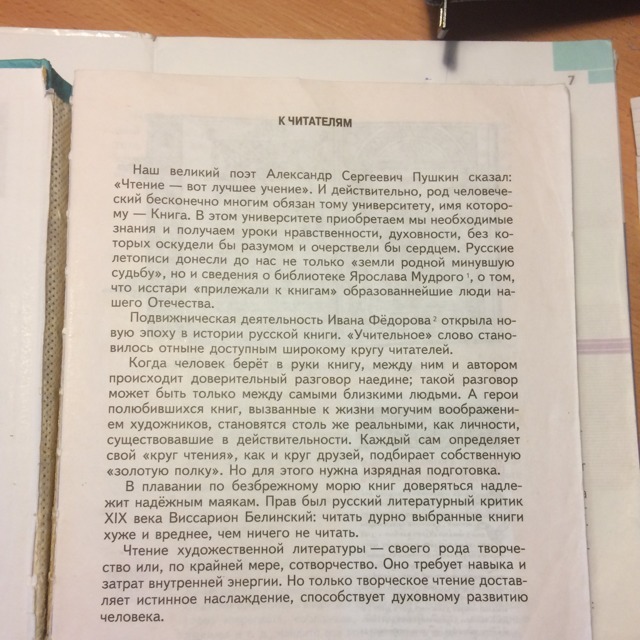 7
К ЧИТАТЕЛЯМ
Наш великий поэт Александр Сергеевич Пушкин сказал:
«Чтение — вот лучшее учение». И действительно, род человече-
ский бесконечно многим обязан тому университету, имя которо-
му — Книга. В этом университете приобретаем мы необходимые
знания и получаем уроки нравственности, духовности, без ко-
торых оскудели бы разумом и очерствели бы сердцем. Русские
летописи донесли до нас не только «земли родной минувшую
судьбу», но и сведения о библиотеке Ярослава Мудрого¹, о том,
что исстари «прилежали к книгам» образованнейшие люди на-
шего Отечества.
Подвижническая деятельность Ивана Фёдорова² открыла но-
вую эпоху в истории русской книги. «Учительное» слово стано-
вилось отныне доступным широкому кругу читателей.
Когда человек берёт в руки книгу, между ним и автором
происходит доверительный разговор наедине; такой разговор
может быть только между самыми близкими людьми. А герои
полюбившихся книг, вызванные к жизни могучим воображени-
ем художников, становятся столь же реальными, как личности,
существовавшие в действительности. Каждый сам определяет
свой «круг чтения», как и круг друзей, подбирает собственную
«золотую полку». Но для этого нужна изрядная подготовка.
В плавании по безбрежному морю книг доверяться надле-
жит надёжным маякам. Прав был русский литературный критик
XIX века Виссарион Белинский: читать дурно выбранные книги
хуже и вреднее, чем ничего не читать.
Чтение художественной литературы — своего рода творче-
ство или, по крайней мере, сотворчество. Оно требует навыка и
затрат внутренней энергии. Но только творческое чтение достав-
ляет истинное наслаждение, способствует духовному развитию
человека.